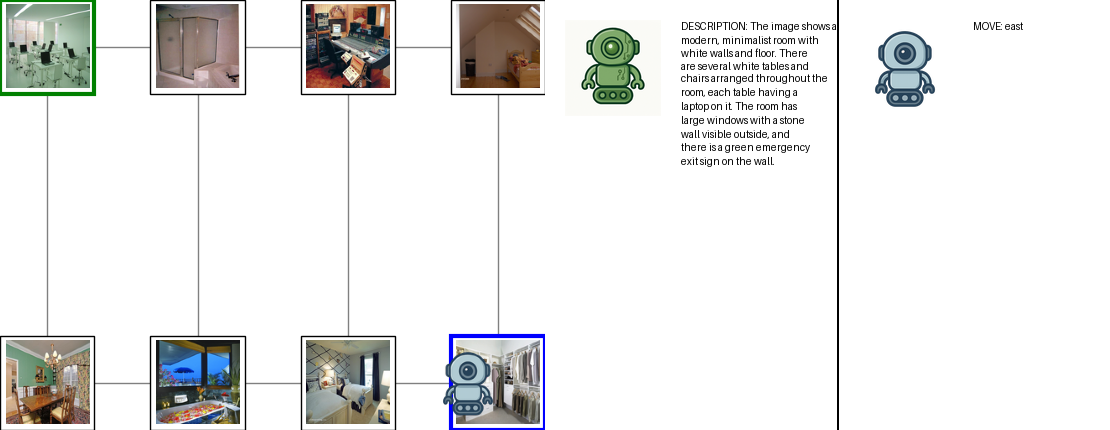 DESCRIPTION: The image shows a
modern, minimalist room with
white walls and floor. There
are several white tables and
chairs arranged throughout the
room, each table having a
laptop on it. The room has
large windows with a stone
wall visible outside, and
there is a green emergency
exit sign on the wall.
MOVE: east